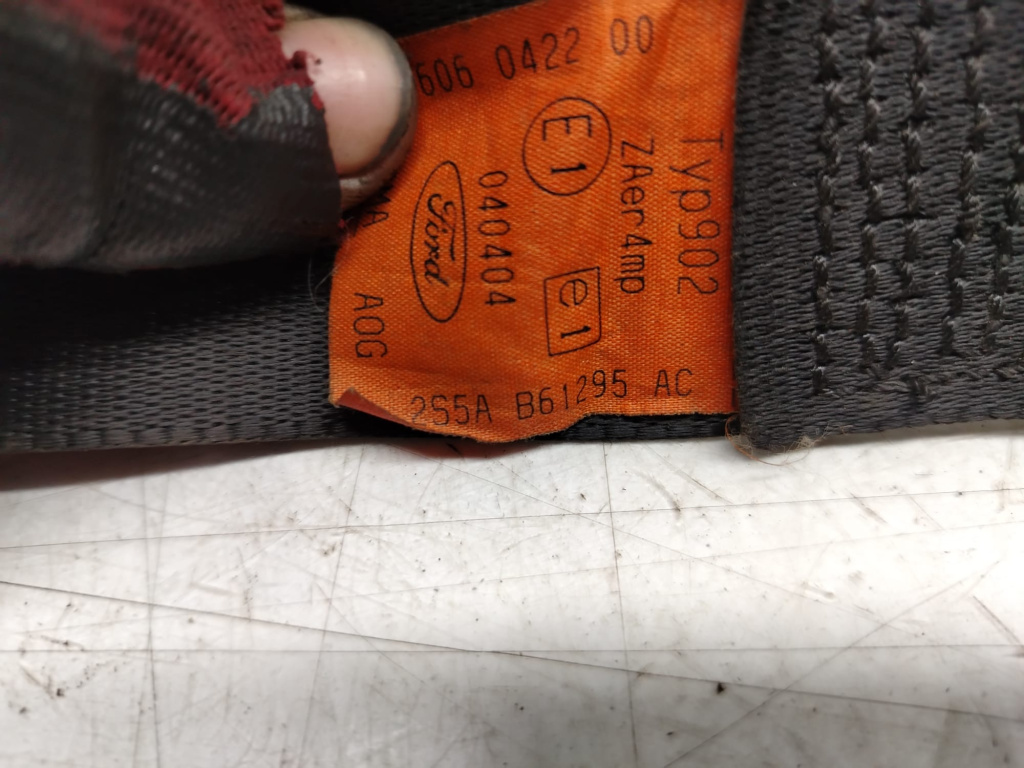 606 0422 00
Typ902
ZAer4mp
E1
e1
040404
Ford
AOG
2S5A B61295 AC